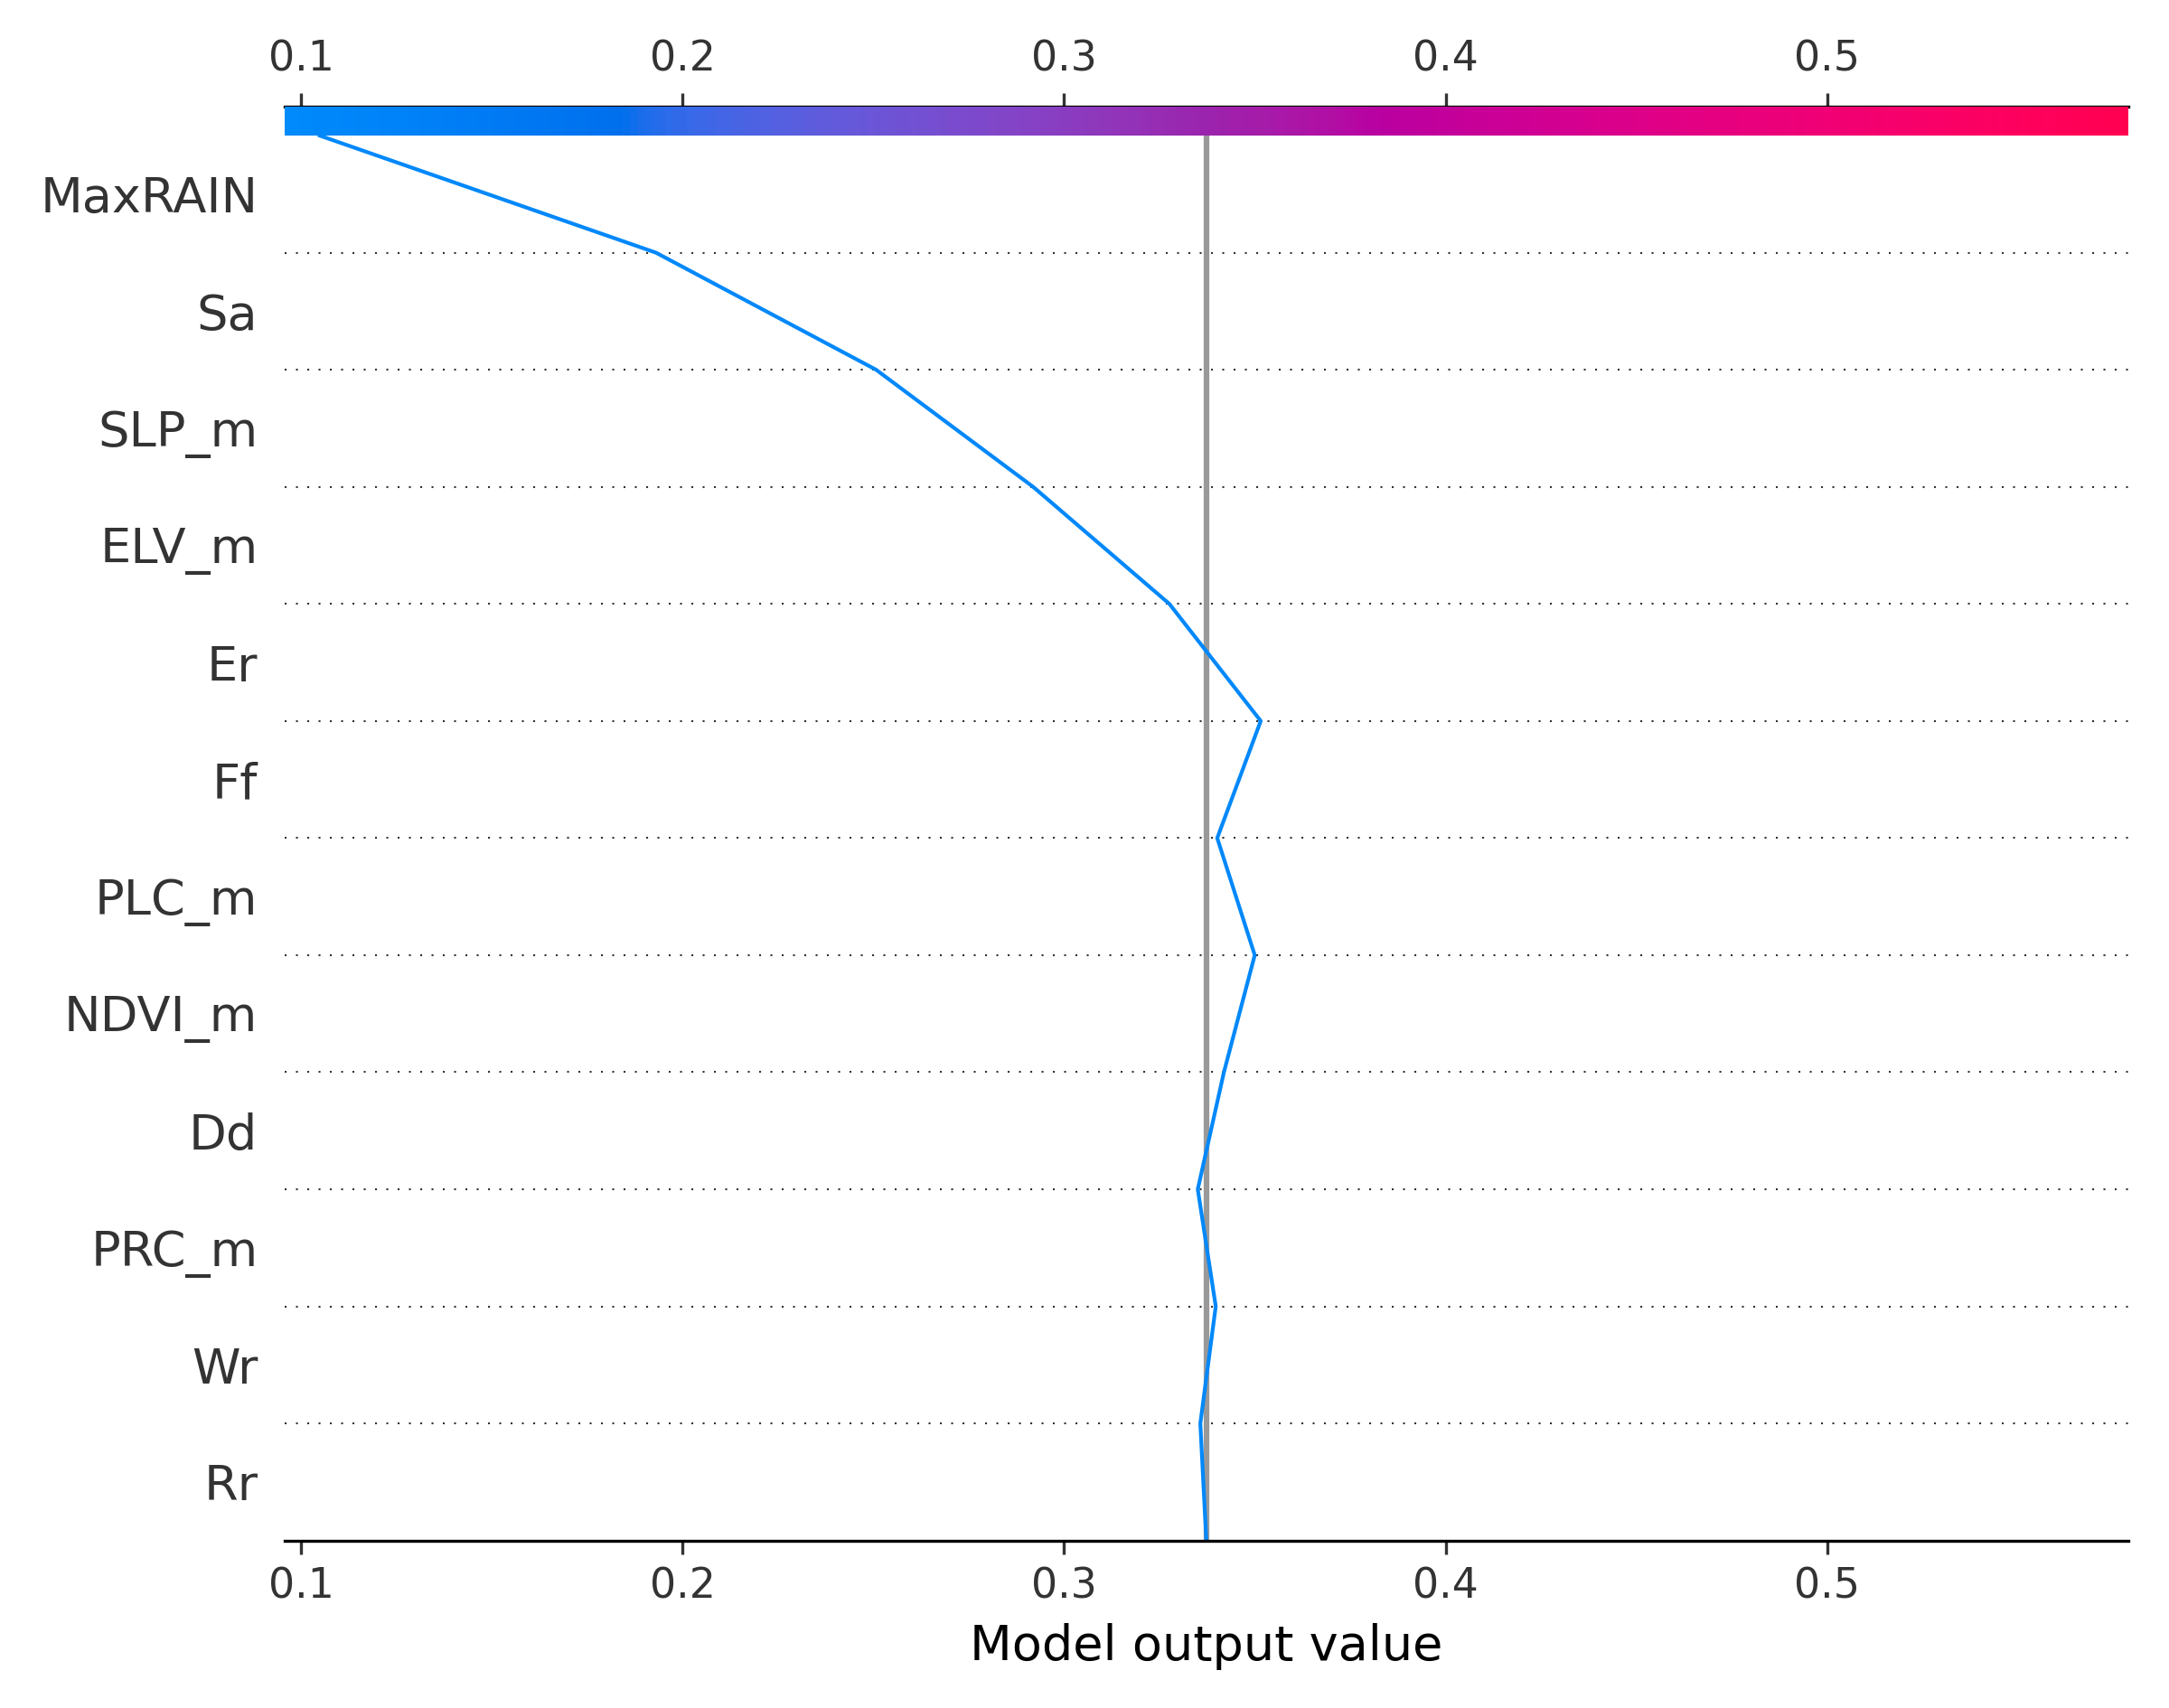 0.1 0.2 0.3 0.4 0.5
MaxRAIN
Sa
SLP_m
ELV_m
Er
Ff
PLC_m
NDVI_m
Dd
PRC_m
Wr
Rr
0.1 0.2 0.3 0.4 0.5
Model output value